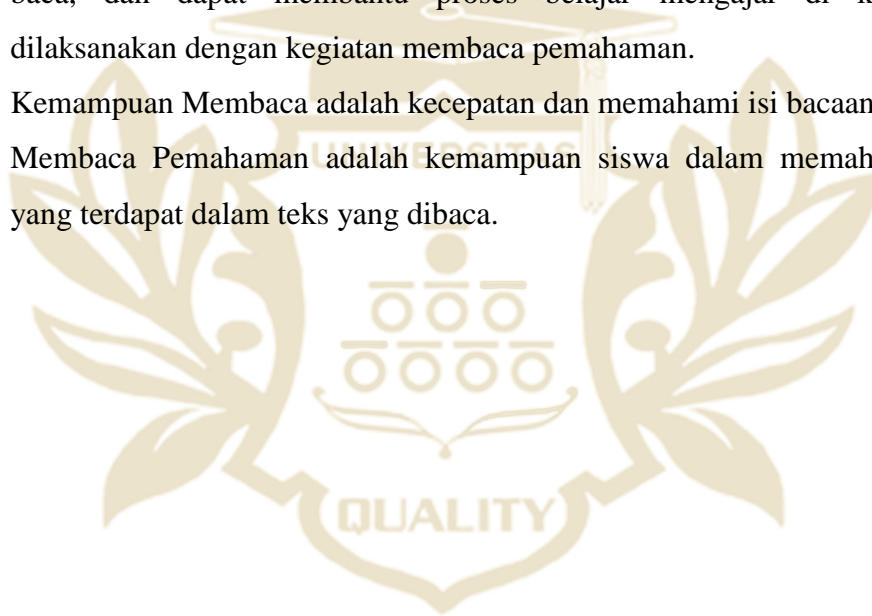 baca, dan dapat membantu proses belajar mengajar di k
dilaksanakan dengan kegiatan membaca pemahaman.
Kemampuan Membaca adalah kecepatan dan memahami isi bacaan
Membaca Pemahaman adalah kemampuan siswa dalam memah
yang terdapat dalam teks yang dibaca.
UNIVERSITAS
QUALITY